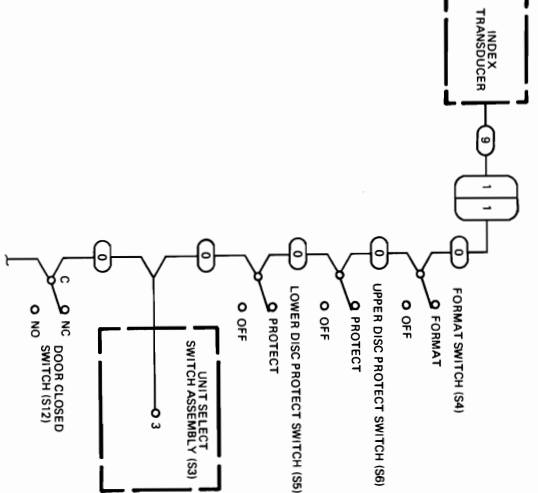 INDEX
TRANSDUCER
9
1
1
0
FORMAT SWITCH (S4)
FORMAT
OFF
0
UPPER DISC PROTECT SWITCH (S6)
PROTECT
OFF
0
LOWER DISC PROTECT SWITCH (S5)
PROTECT
OFF
0
UNIT SELECT
SWITCH ASSEMBLY (S3)
3
0
C
NC
NO
DOOR CLOSED
SWITCH (S12)